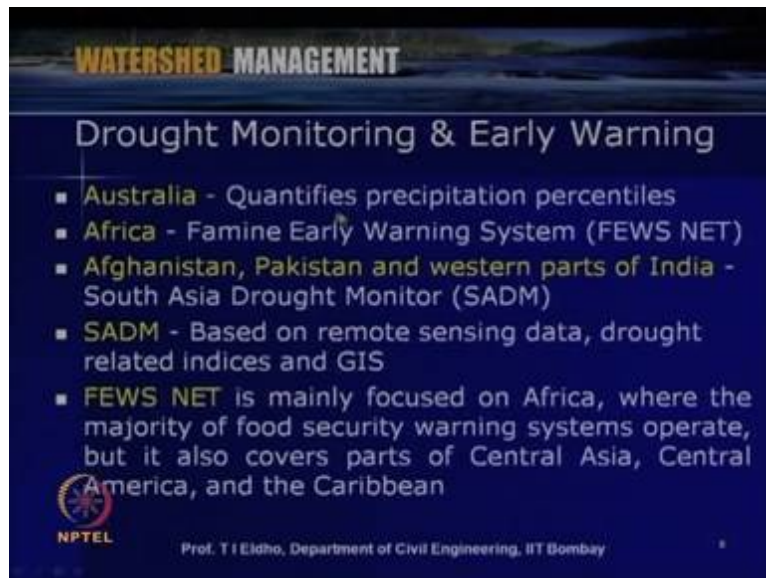 WATERSHED MANAGEMENT
Drought Monitoring & Early Warning
Australia - Quantifies precipitation percentiles
Africa - Famine Early Warning System (FEWS NET)
Afghanistan, Pakistan and western parts of India -
South Asia Drought Monitor (SADM)
SADM - Based on remote sensing data, drought
related indices and GIS
FEWS NET is mainly focused on Africa, where the
majority of food security warning systems operate,
but it also covers parts of Central Asia, Central
America, and the Caribbean
NPTEL
Prof. T I Eldho, Department of Civil Engineering, IIT Bombay